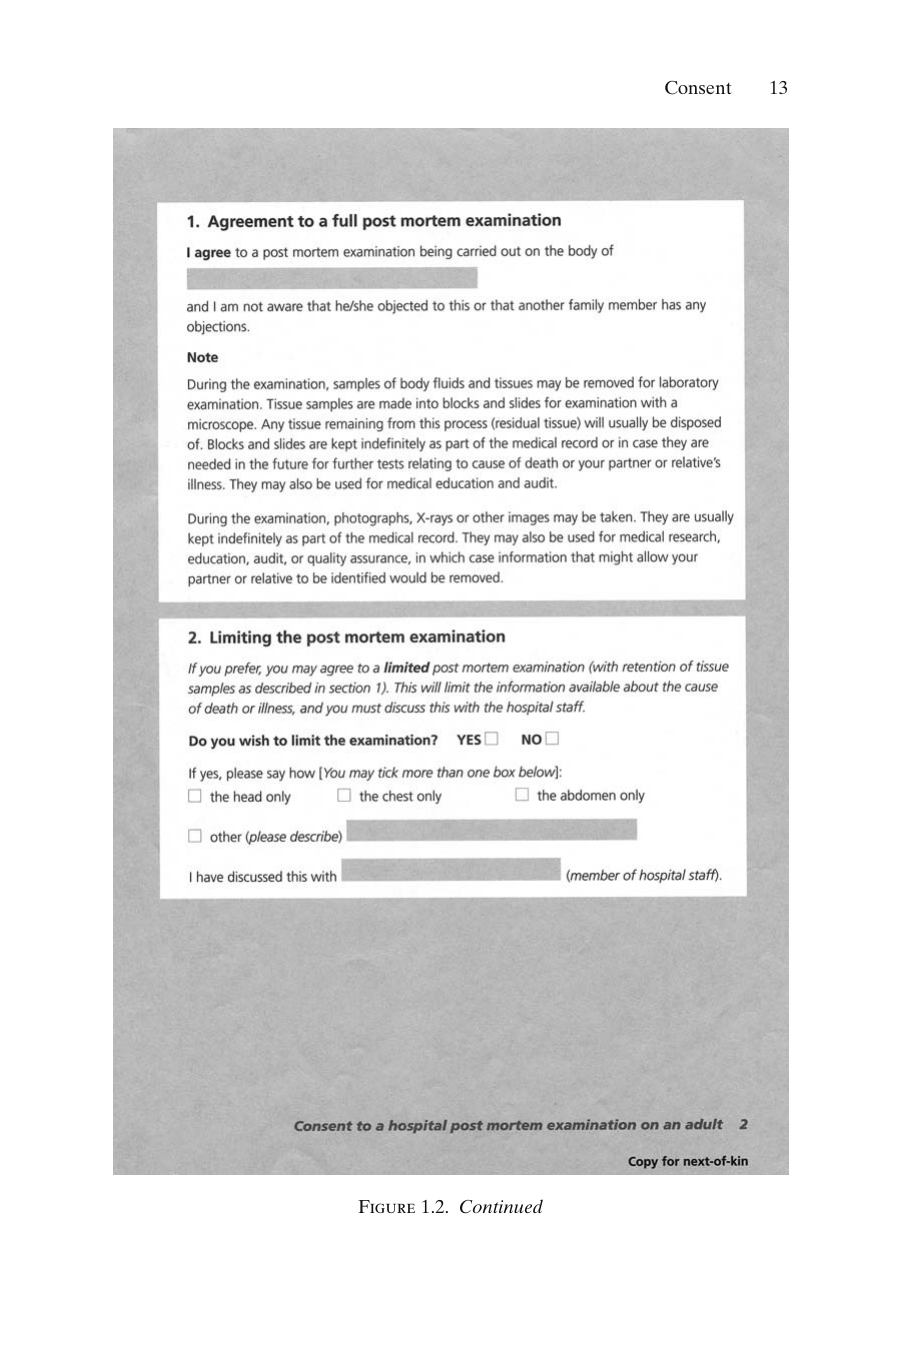 Consent 13
1. Agreement to a full post mortem examination
I agree to a post mortem examination being carried out on the body of
and I am not aware that he/she objected to this or that another family member has any
objections.
Note
During the examination, samples of body fluids and tissues may be removed for laboratory
examination. Tissue samples are made into blocks and slides for examination with a
microscope. Any tissue remaining from this process (residual tissue) will usually be disposed
of. Blocks and slides are kept indefinitely as part of the medical record or in case they are
needed in the future for further tests relating to cause of death or your partner or relative's
illness. They may also be used for medical education and audit.
During the examination, photographs, X-rays or other images may be taken. They are usually
kept indefinitely as part of the medical record. They may also be used for medical research,
education, audit, or quality assurance, in which case information that might allow your
partner or relative to be identified would be removed.
2. Limiting the post mortem examination
If you prefer, you may agree to a limited post mortem examination (with retention of tissue
samples as described in section 1). This will limit the information available about the cause
of death or illness, and you must discuss this with the hospital staff.
Do you wish to limit the examination? YES☐ NO☐
If yes, please say how [You may tick more than one box below]:
☐ the head only ☐ the chest only ☐ the abdomen only
☐ other (please describe)
I have discussed this with (member of hospital staff).
Consent to a hospital post mortem examination on an adult 2
Copy for next-of-kin
FIGURE 1.2. Continued